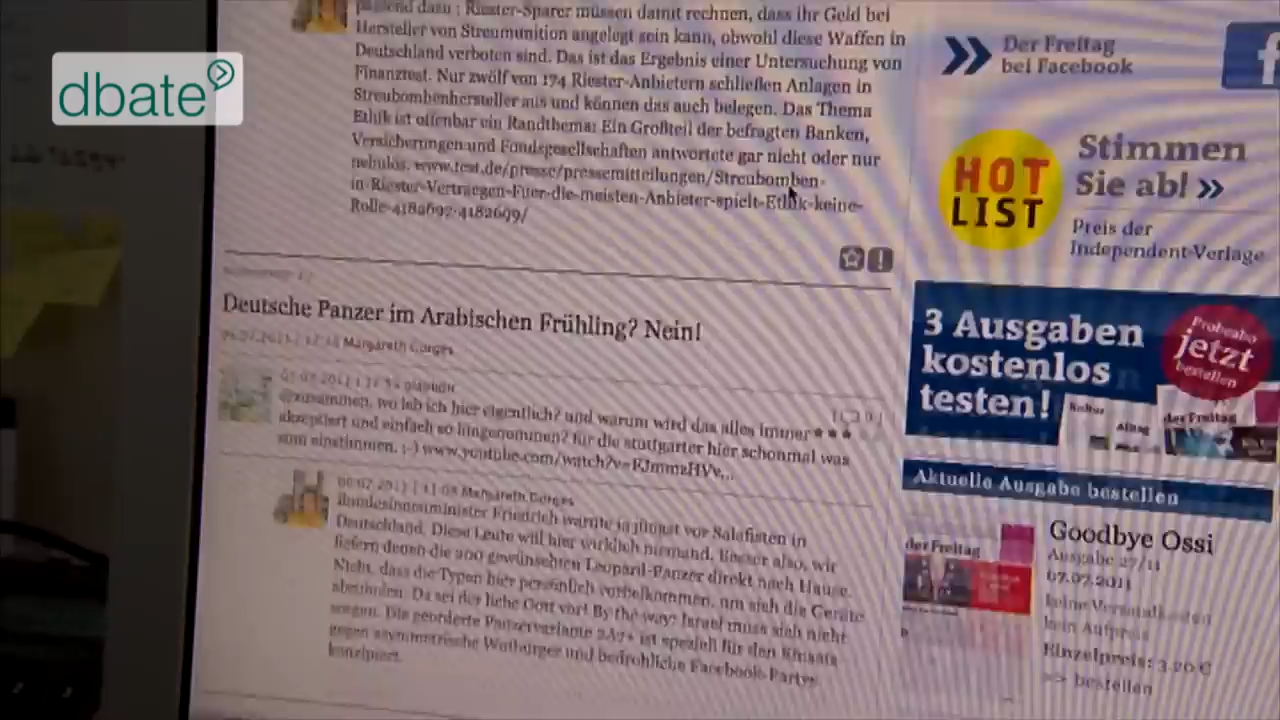 dbate
passend dazu : Riester-Sparer müssen damit rechnen, dass ihr Geld bei
Hersteller von Streumunition angelegt sein kann, obwohl diese Waffen in
Deutschland verboten sind. Das ist das Ergebnis einer Untersuchung von
Finanztest. Nur zwölf von 174 Riester-Anbietern schließen Anlagen in
Streubombenhersteller aus und können das auch belegen. Das Thema
Ethik ist offenbar ein Randthema: Ein Großteil der befragten Banken,
Versicherungen und Fondsgesellschaften antwortete gar nicht oder nur
nebulös. www.test.de/presse/pressemitteilungen/Streubomben-
in-Riester-Vertraegen-Fuer-die-meisten-Anbieter-spielt-Ethik-keine-
Rolle-4182697-4182699/
Deutsche Panzer im Arabischen Frühling? Nein!
Margareth Gorges
@zusammen, wo leb ich hier eigentlich? und warum wird das alles immer ***
akzeptiert und einfach so hingenommen? für die stuttgarter hier schonmal was
zum einstimmen. ;-) www.youtube.com/watch?v=
Margareth Gorges
Bundesinnenminister Friedrich warnte jüngst vor Salafisten in
Deutschland. Diese Leute will hier wirklich niemand. Besser also, wir
liefern denen die 200 gewünschten Leopard-Panzer direkt nach Hause.
Nicht, dass die Typen hier persönlich vorbeikommen, um sich die Geräte
abzuholen. Da sei der liebe Gott vor! By the way: Israel muss sich nicht
sorgen. Die georderte Panzervariante 2A7+ ist speziell für den Einsatz
gegen asymmetrische Wutbürger und bedrohliche Facebook-Partys
konzipiert.
Der Freitag
bei Facebook
f
HOT
LIST
Stimmen
Sie ab!
Preis der
Independent-Verlage
3 Ausgaben
kostenlos
testen!
Probeabo
jetzt
bestellen
Kultur
Alltag
der Freitag
Aktuelle Ausgabe bestellen
der Freitag
Goodbye Ossi
Ausgabe 27/11
07.07.2011
kein Aufpreis
Einzelpreis: 3.20 €
>> bestellen